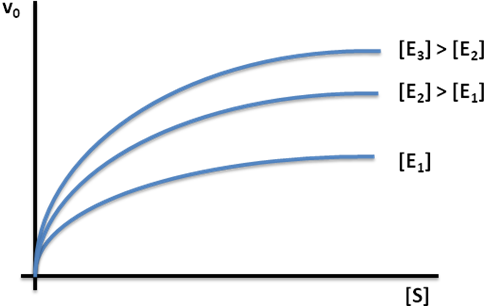 v₀
[E₃] > [E₂]
[E₂] > [E₁]
[E₁]
[S]